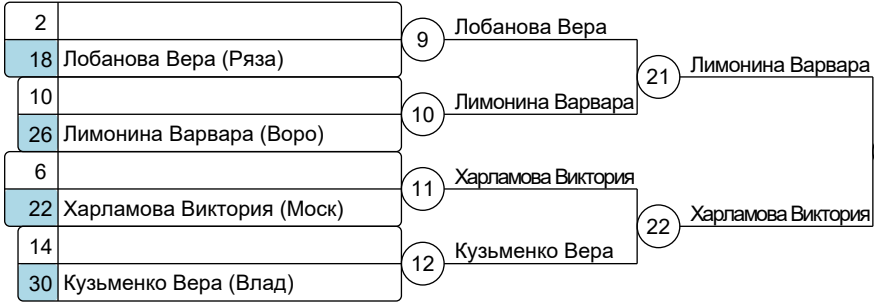 2
18 Лобанова Вера (Ряза)
9
Лобанова Вера
10
26 Лимонина Варвара (Воро)
10
Лимонина Варвара
21
Лимонина Варвара
6
22 Харламова Виктория (Моск)
11
Харламова Виктория
14
30 Кузьменко Вера (Влад)
12
Кузьменко Вера
22
Харламова Виктория